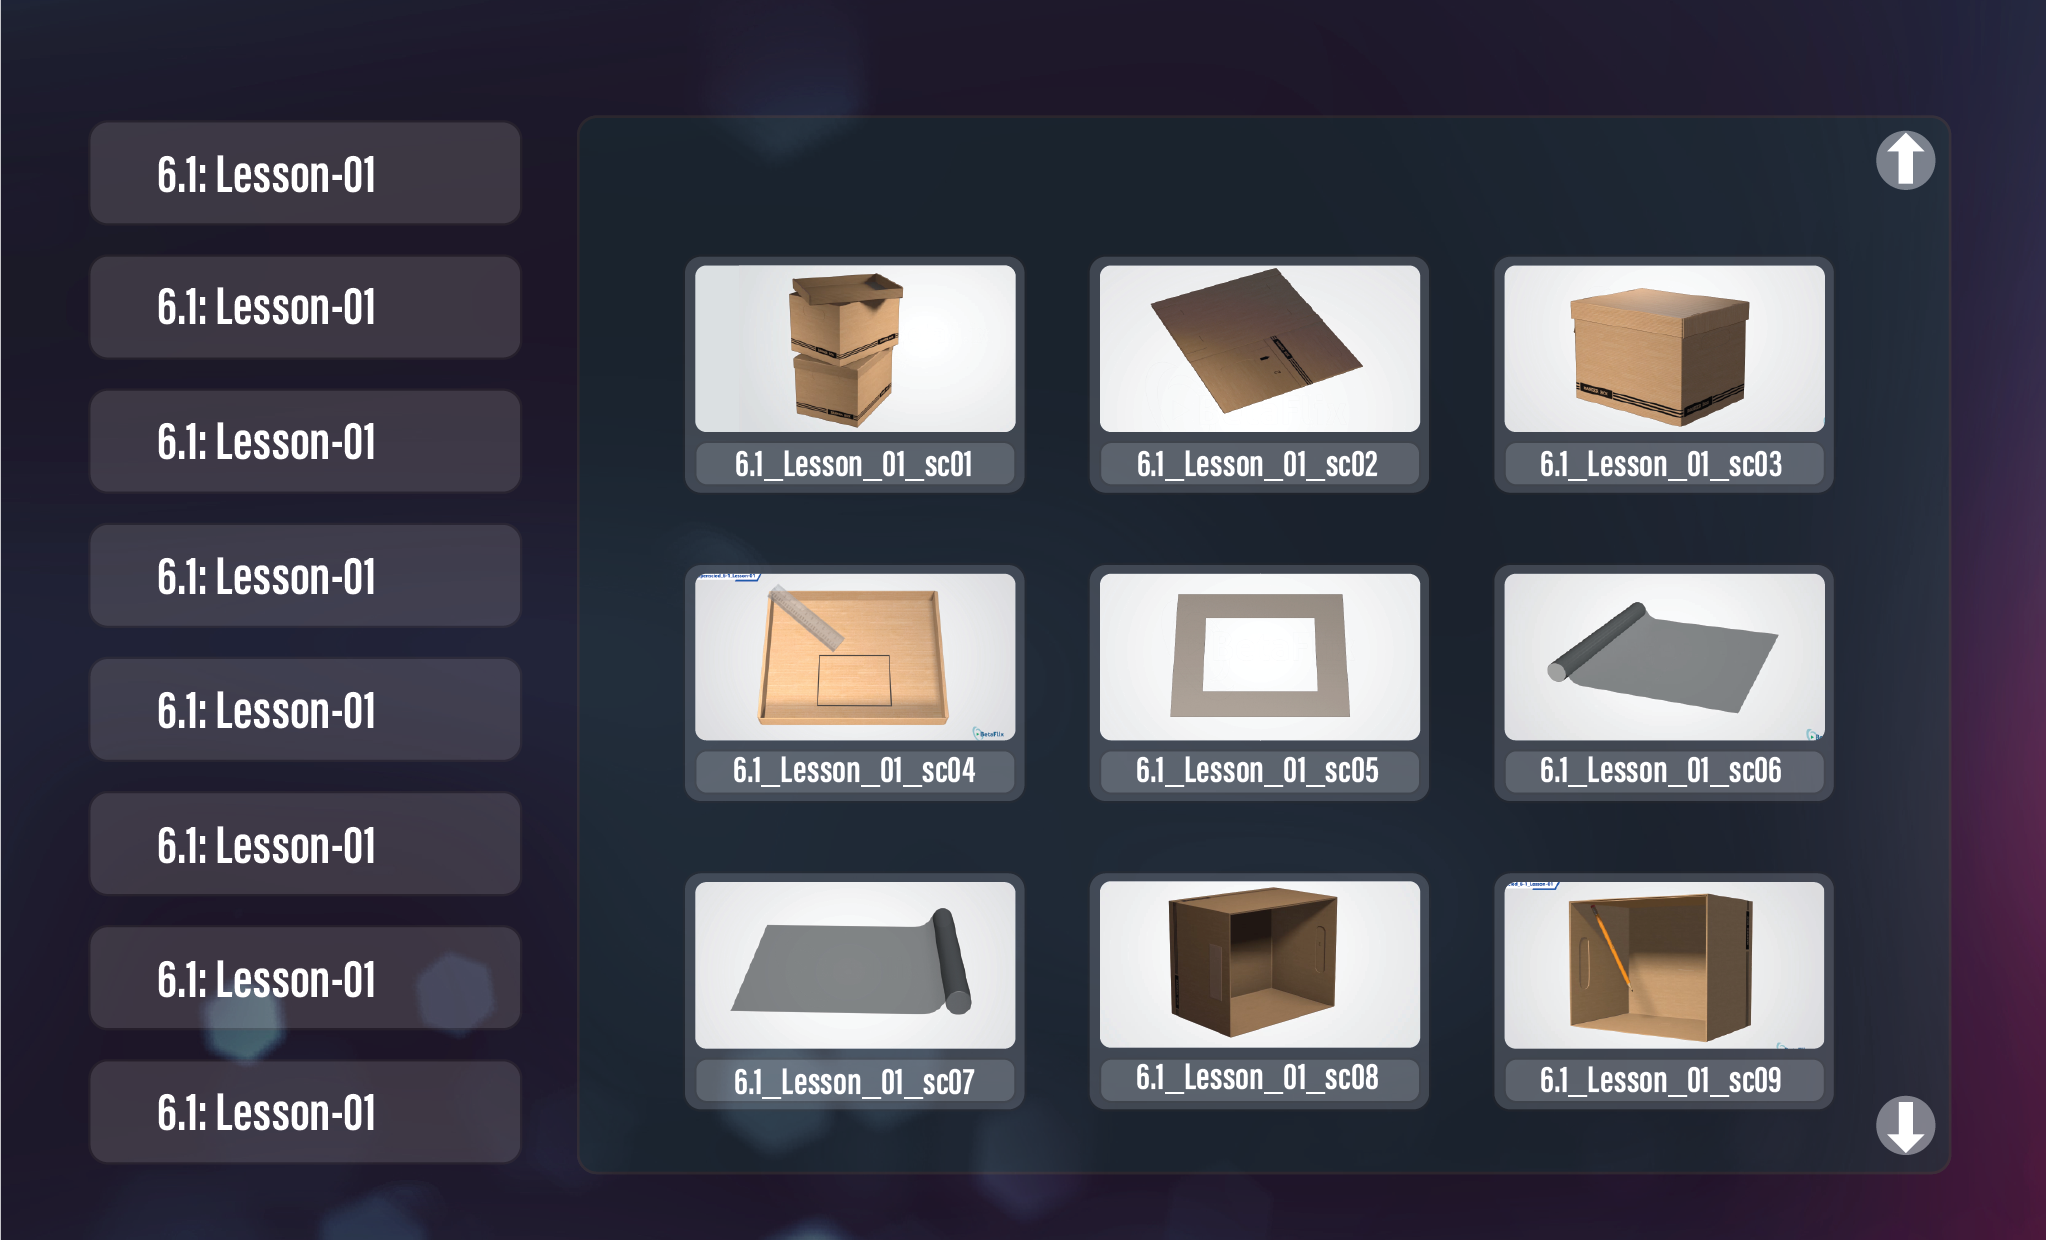 6.1: Lesson-01
6.1: Lesson-01
6.1: Lesson-01
6.1: Lesson-01
6.1: Lesson-01
6.1: Lesson-01
6.1: Lesson-01
6.1: Lesson-01
6.1_Lesson_01_sc01
6.1_Lesson_01_sc02
6.1_Lesson_01_sc03
6.1_Lesson_01_sc04
BetaFlix
6.1_Lesson_01_sc05
6.1_Lesson_01_sc06
6.1_Lesson_01_sc07
6.1_Lesson_01_sc08
6.1_Lesson_01_sc09